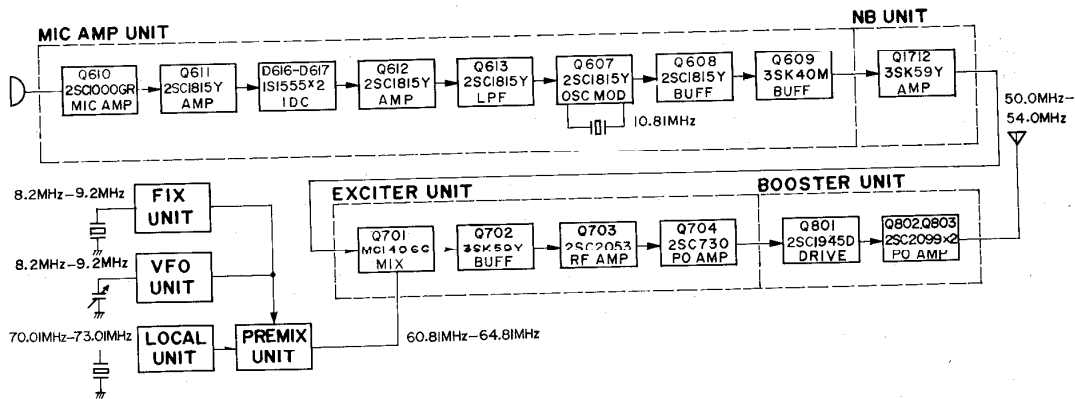 MIC AMP UNIT
NB UNIT
Q610
2SC1000GR
MIC AMP
Q611
2SC1815Y
AMP
D616-D617
1S1555×2
IDC
Q612
2SC1815Y
AMP
Q613
2SC1815Y
LPF
Q607
2SC1815Y
OSC MOD
Q608
2SC1815Y
BUFF
Q609
3SK40M
BUFF
Q1712
3SK59Y
AMP
10.81MHz
50.0MHz-
54.0MHz
8.2MHz-9.2MHz
FIX
UNIT
8.2MHz-9.2MHz
VFO
UNIT
70.01MHz-73.01MHz
LOCAL
UNIT
PREMIX
UNIT
60.81MHz-64.81MHz
EXCITER UNIT
BOOSTER UNIT
Q701
MC1496G
MIX
Q702
3SK59Y
BUFF
Q703
2SC2053
RF AMP
Q704
2SC730
PO AMP
Q801
2SC1945D
DRIVE
Q802,Q803
2SC2099×2
PO AMP